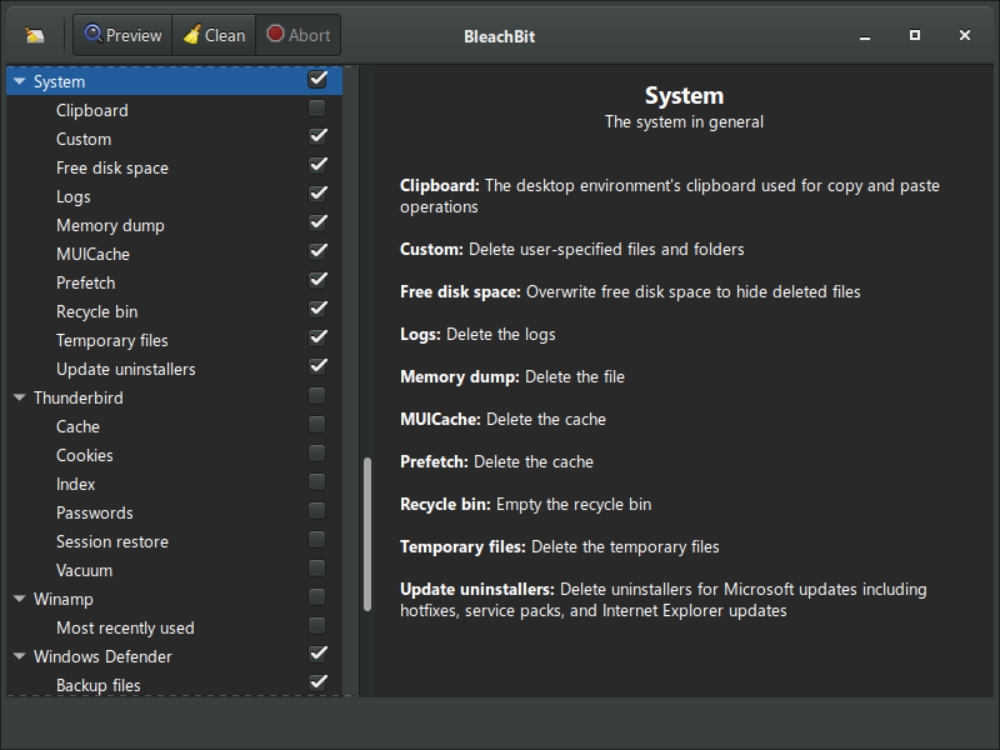 Preview Clean Abort BleachBit
System
Clipboard
Custom
Free disk space
Logs
Memory dump
MUICache
Prefetch
Recycle bin
Temporary files
Update uninstallers
Thunderbird
Cache
Cookies
Index
Passwords
Session restore
Vacuum
Winamp
Most recently used
Windows Defender
Backup files
System
The system in general
Clipboard: The desktop environment's clipboard used for copy and paste
operations
Custom: Delete user-specified files and folders
Free disk space: Overwrite free disk space to hide deleted files
Logs: Delete the logs
Memory dump: Delete the file
MUICache: Delete the cache
Prefetch: Delete the cache
Recycle bin: Empty the recycle bin
Temporary files: Delete the temporary files
Update uninstallers: Delete uninstallers for Microsoft updates including
hotfixes, service packs, and Internet Explorer updates